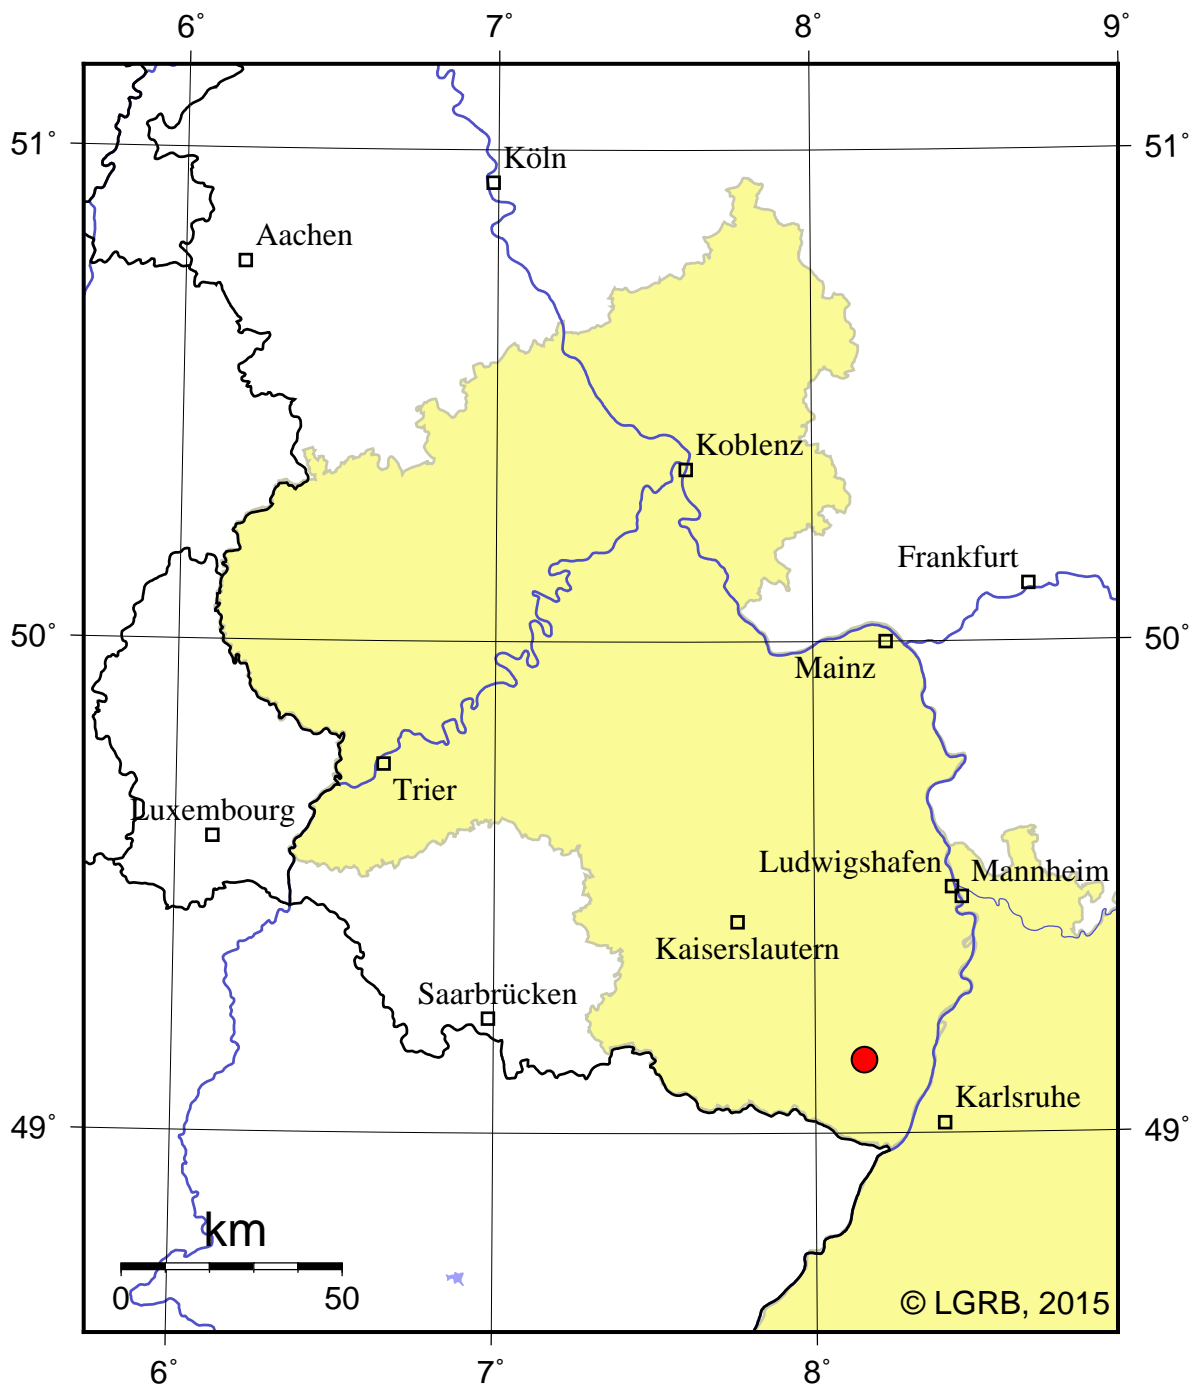 6° 7° 8° 9°
51° 51°
Köln
Aachen
Koblenz
Frankfurt
50° 50°
Mainz
Trier
Luxembourg
Ludwigshafen
Mannheim
Kaiserslautern
Saarbrücken
Karlsruhe
49° 49°
km
0 50
© LGRB, 2015
6° 7° 8°